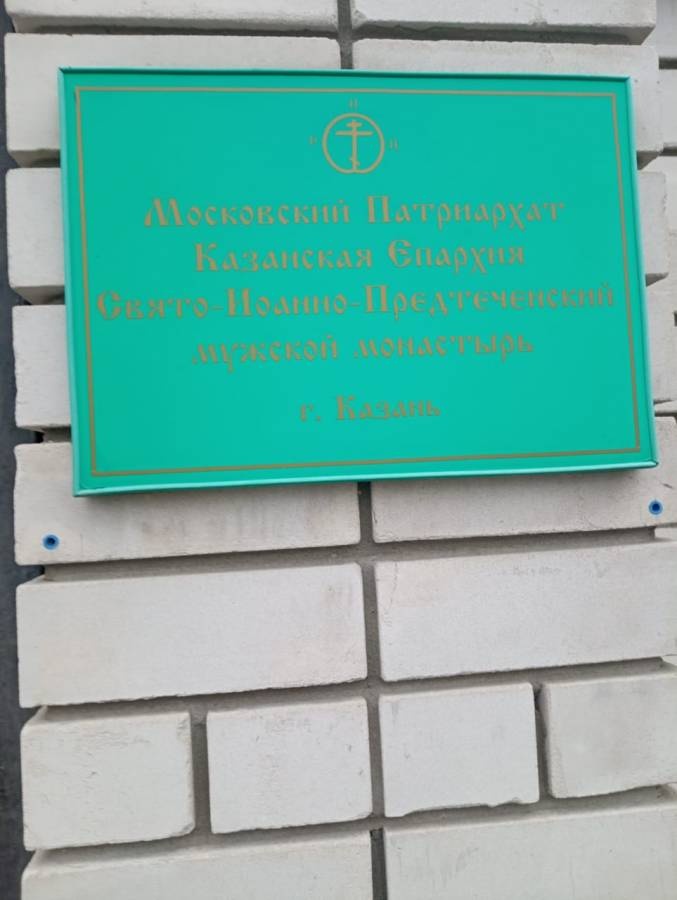 Московский Патриархат
Казанская Епархия
Свято-Иоанно-Предтеченский
мужской монастырь
г. Казань